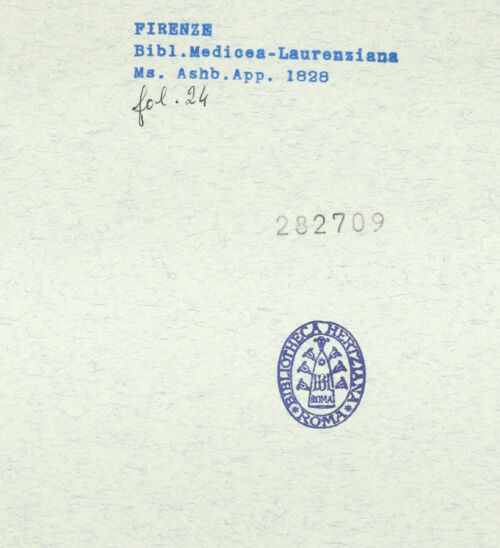 FIRENZE
Bibl.Medicea-Laurenziana
Ms. Ashb.App. 1828
fol. 24
282709
BIBLIOTHECA HERTZIANA
ROMA
* ROMA *